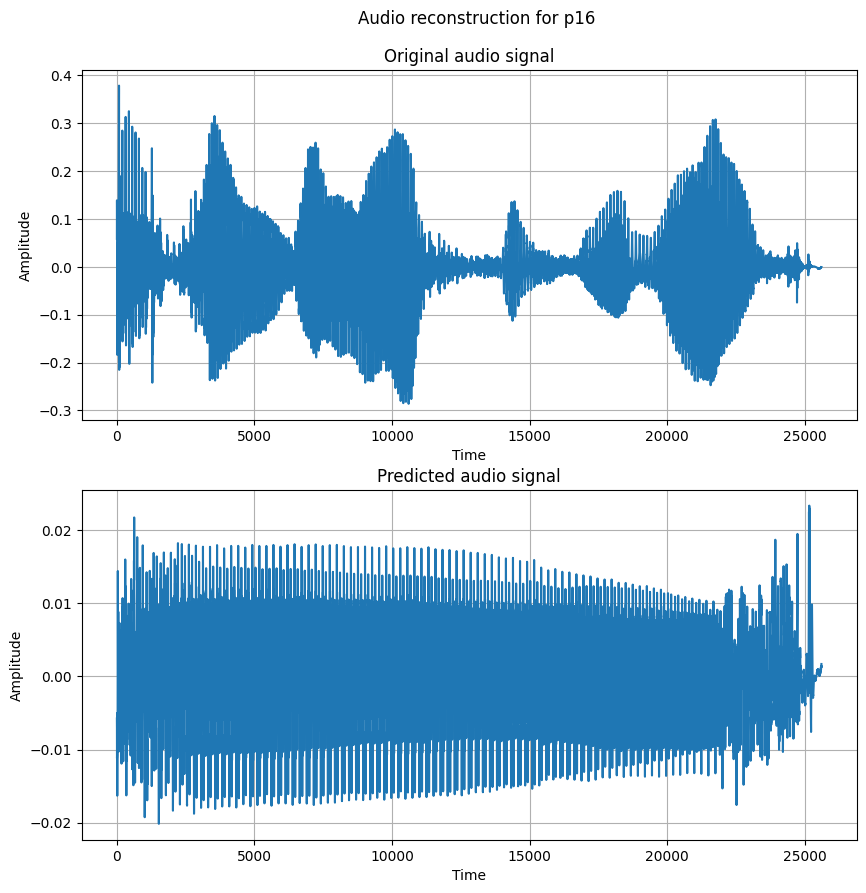 Audio reconstruction for p16
Original audio signal
0.4
0.3
0.2
0.1
0.0
−0.1
−0.2
−0.3
Amplitude
0 5000 10000 15000 20000 25000
Time
Predicted audio signal
0.02
0.01
0.00
−0.01
−0.02
Amplitude
0 5000 10000 15000 20000 25000
Time